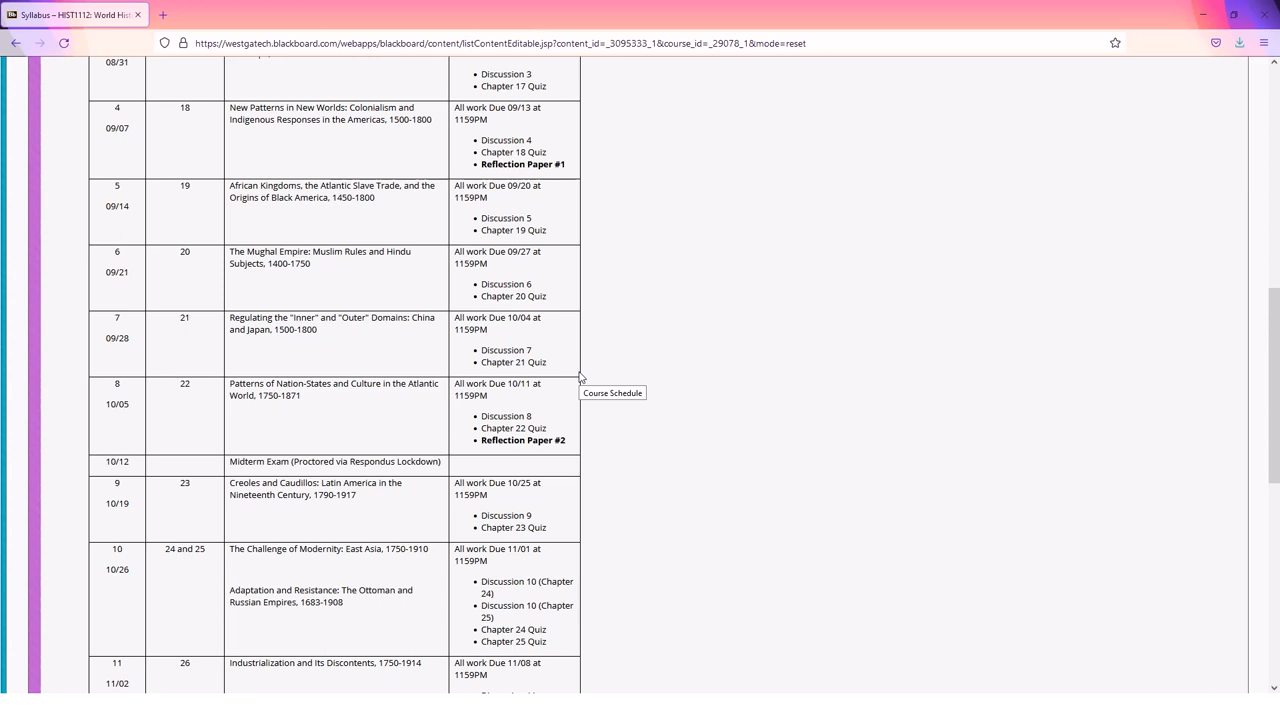 Syllabus – HIST1112: World Hist
https://westgatech.blackboard.com/webapps/blackboard/content/listContentEditable.jsp?content_id=_3095333_1&course_id=_29078_1&mode=reset
08/31
Discussion 3
Chapter 17 Quiz
4
09/07
18
New Patterns in New Worlds: Colonialism and
Indigenous Responses in the Americas, 1500-1800
All work Due 09/13 at
1159PM
Discussion 4
Chapter 18 Quiz
Reflection Paper #1
5
09/14
19
African Kingdoms, the Atlantic Slave Trade, and the
Origins of Black America, 1450-1800
All work Due 09/20 at
1159PM
Discussion 5
Chapter 19 Quiz
6
09/21
20
The Mughal Empire: Muslim Rules and Hindu
Subjects, 1400-1750
All work Due 09/27 at
1159PM
Discussion 6
Chapter 20 Quiz
7
09/28
21
Regulating the "Inner" and "Outer" Domains: China
and Japan, 1500-1800
All work Due 10/04 at
1159PM
Discussion 7
Chapter 21 Quiz
Course Schedule
8
10/05
22
Patterns of Nation-States and Culture in the Atlantic
World, 1750-1871
All work Due 10/11 at
1159PM
Discussion 8
Chapter 22 Quiz
Reflection Paper #2
10/12
Midterm Exam (Proctored via Respondus Lockdown)
9
10/19
23
Creoles and Caudillos: Latin America in the
Nineteenth Century, 1790-1917
All work Due 10/25 at
1159PM
Discussion 9
Chapter 23 Quiz
10
10/26
24 and 25
The Challenge of Modernity: East Asia, 1750-1910
Adaptation and Resistance: The Ottoman and
Russian Empires, 1683-1908
All work Due 11/01 at
1159PM
Discussion 10 (Chapter
24)
Discussion 10 (Chapter
25)
Chapter 24 Quiz
Chapter 25 Quiz
11
11/02
26
Industrialization and Its Discontents, 1750-1914
All work Due 11/08 at
1159PM